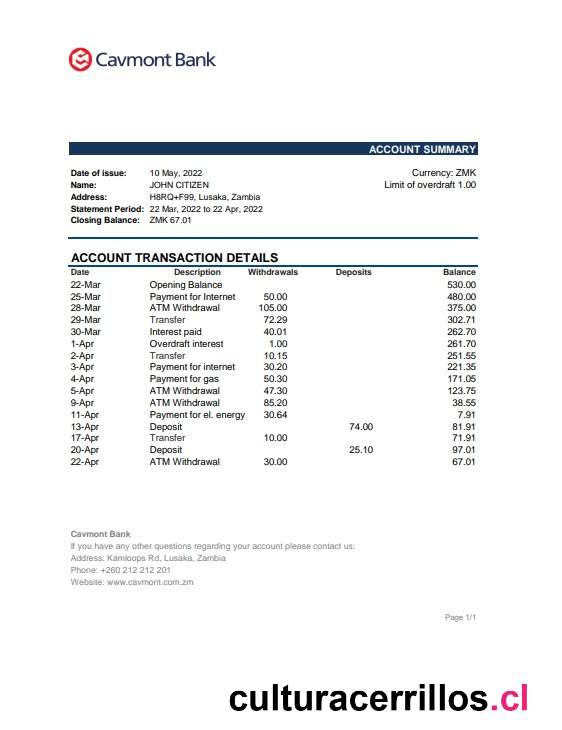 Cavmont Bank
ACCOUNT SUMMARY
Date of issue: 10 May, 2022 Currency: ZMK
Name: JOHN CITIZEN Limit of overdraft 1.00
Address: H8RQ+F99, Lusaka, Zambia
Statement Period: 22 Mar, 2022 to 22 Apr, 2022
Closing Balance: ZMK 67.01
ACCOUNT TRANSACTION DETAILS
Date Description Withdrawals Deposits Balance
22-Mar Opening Balance 530.00
25-Mar Payment for Internet 50.00 480.00
28-Mar ATM Withdrawal 105.00 375.00
29-Mar Transfer 72.29 302.71
30-Mar Interest paid 40.01 262.70
1-Apr Overdraft interest 1.00 261.70
2-Apr Transfer 10.15 251.55
3-Apr Payment for internet 30.20 221.35
4-Apr Payment for gas 50.30 171.05
5-Apr ATM Withdrawal 47.30 123.75
9-Apr ATM Withdrawal 85.20 38.55
11-Apr Payment for el. energy 30.64 7.91
13-Apr Deposit 74.00 81.91
17-Apr Transfer 10.00 71.91
20-Apr Deposit 25.10 97.01
22-Apr ATM Withdrawal 30.00 67.01
Cavmont Bank
If you have any other questions regarding your account please contact us:
Address: Kamloops Rd, Lusaka, Zambia
Phone: +260 212 212 201
Website: www.cavmont.com.zm
Page 1/1
culturacerrillos.cl